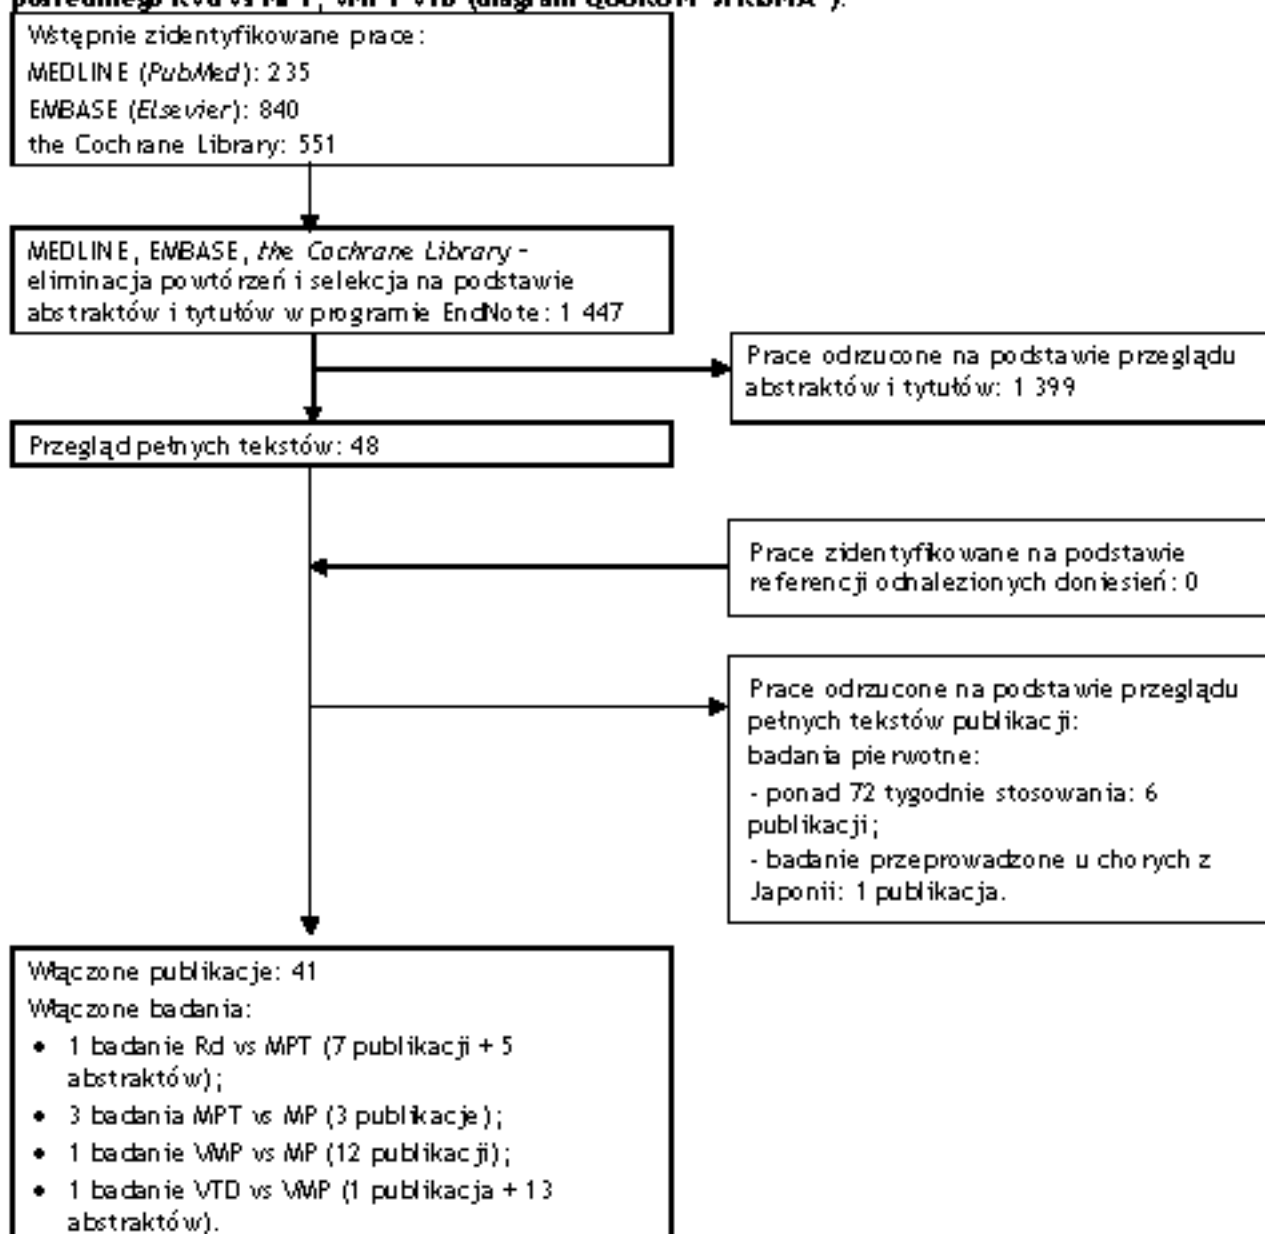 Wstępnie zidentyfikowane prace:
MEDLINE (PubMed): 235
EMBASE (Elsevier): 840
the Cochrane Library: 551
MEDLINE, EMBASE, the Cochrane Library -
eliminacja powtórzeń i selekcja na podstawie
abstraktów i tytułów w programie EndNote: 1 447
Prace odrzucone na podstawie przeglądu
abstraktów i tytułów: 1 399
Przegląd pełnych tekstów: 48
Prace zidentyfikowane na podstawie
referencji odnalezionych doniesień: 0
Prace odrzucone na podstawie przeglądu
pełnych tekstów publikacji:
badania pierwotne:
- ponad 72 tygodnie stosowania: 6
publikacji;
- badanie przeprowadzone u chorych z
Japonii: 1 publikacja.
Włączone publikacje: 41
Włączone badania:
• 1 badanie Rd vs MPT (7 publikacji + 5
abstraktów);
• 3 badania MPT vs MP (3 publikacje);
• 1 badanie VMP vs MP (12 publikacji);
• 1 badanie VTD vs VMP (1 publikacja + 13
abstraktów).